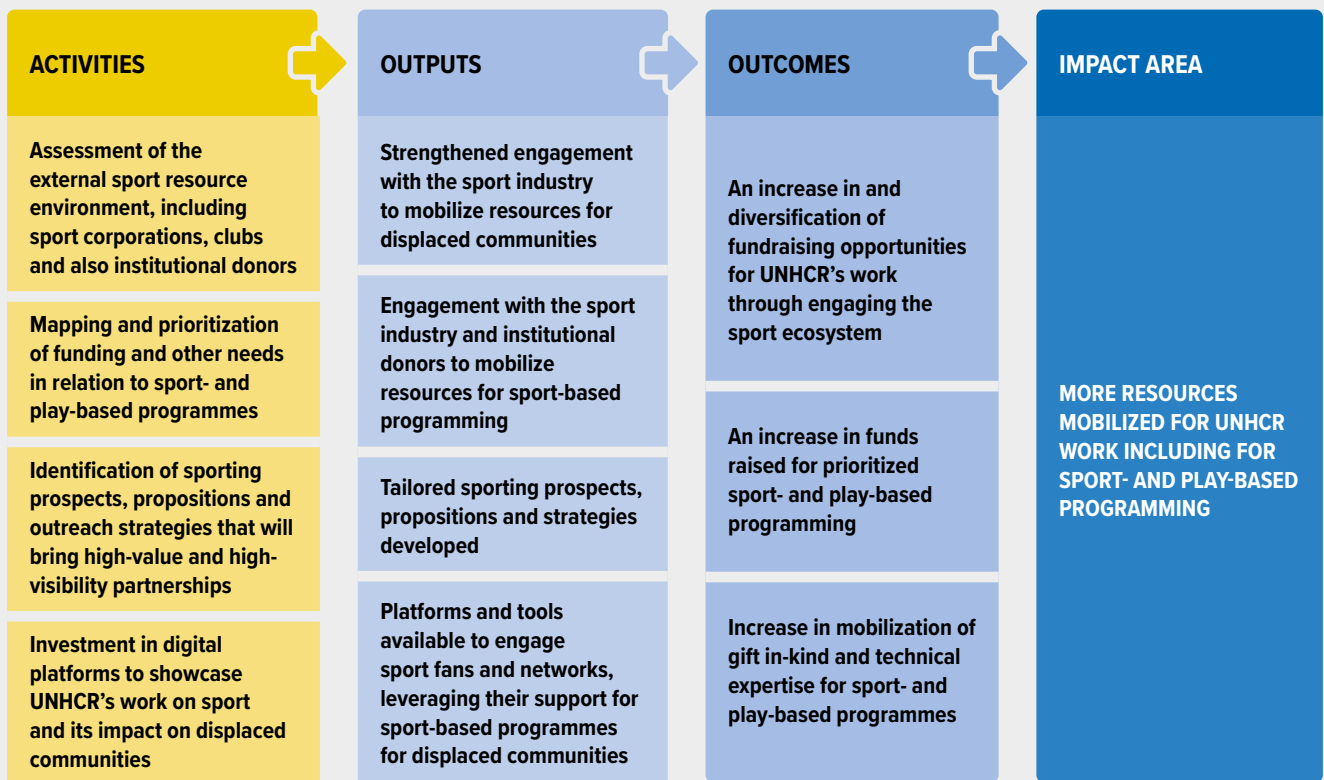 ACTIVITIES
Assessment of the
external sport resource
environment, including
sport corporations, clubs
and also institutional donors
Mapping and prioritization
of funding and other needs
in relation to sport- and
play-based programmes
Identification of sporting
prospects, propositions and
outreach strategies that will
bring high-value and high-
visibility partnerships
Investment in digital
platforms to showcase
UNHCR's work on sport
and its impact on displaced
communities
OUTPUTS
Strengthened engagement
with the sport industry
to mobilize resources for
displaced communities
Engagement with the sport
industry and institutional
donors to mobilize
resources for sport-based
programming
Tailored sporting prospects,
propositions and strategies
developed
Platforms and tools
available to engage
sport fans and networks,
leveraging their support for
sport-based programmes
for displaced communities
OUTCOMES
An increase in and
diversification of
fundraising opportunities
for UNHCR's work
through engaging the
sport ecosystem
An increase in funds
raised for prioritized
sport- and play-based
programming
Increase in mobilization of
gift in-kind and technical
expertise for sport- and
play-based programmes
IMPACT AREA
MORE RESOURCES
MOBILIZED FOR UNHCR
WORK INCLUDING FOR
SPORT- AND PLAY-BASED
PROGRAMMING